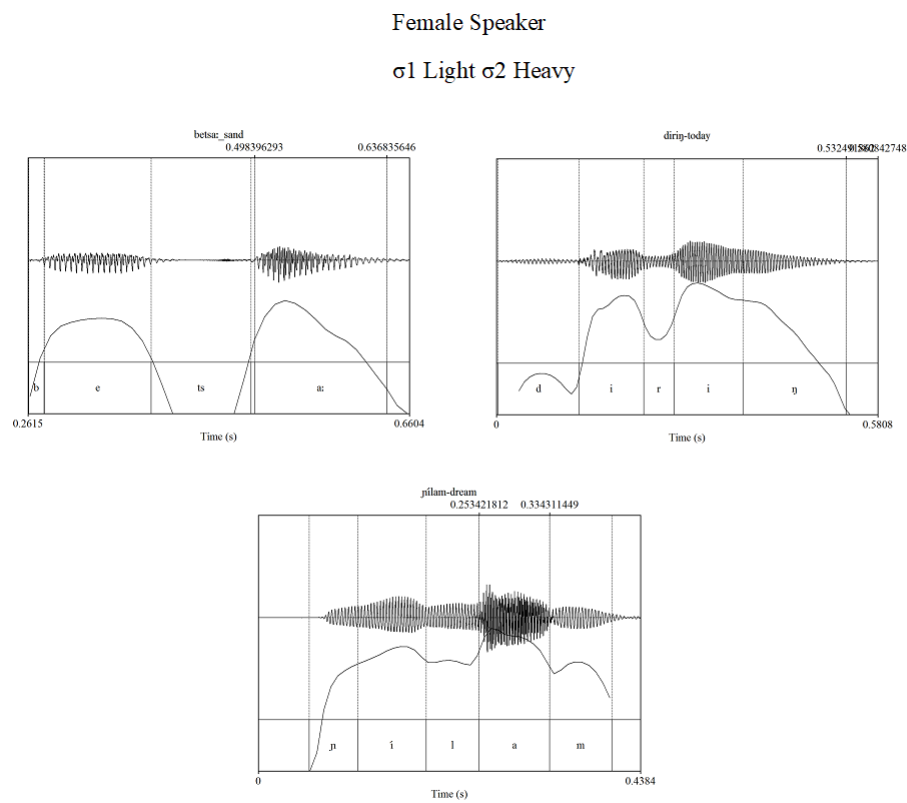 Female Speaker
σ1 Light σ2 Heavy
betsaː_sand
0.498396293 0.636835646
b e ts aː
0.2615 0.6604
Time (s)
diriŋ-today
i r i ŋ
d
0 0.5808
Time (s)
ɲílam-dream
0.253421812 0.334311449
ɲ í l a m
0 0.4384
Time (s)